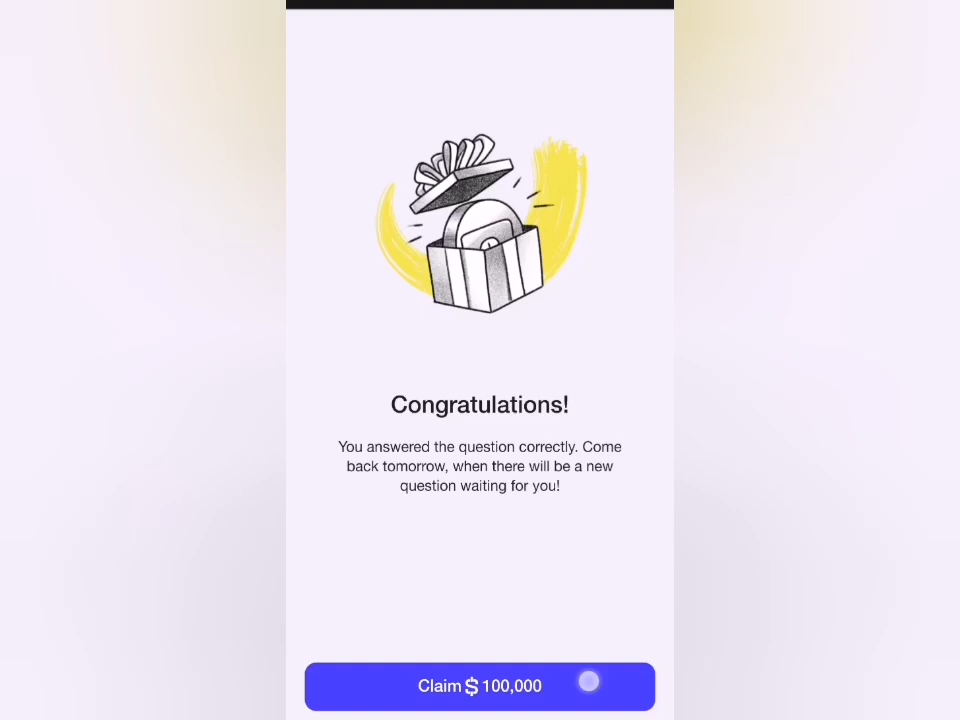 Congratulations!
You answered the question correctly. Come
back tomorrow, when there will be a new
question waiting for you!
Claim $ 100,000